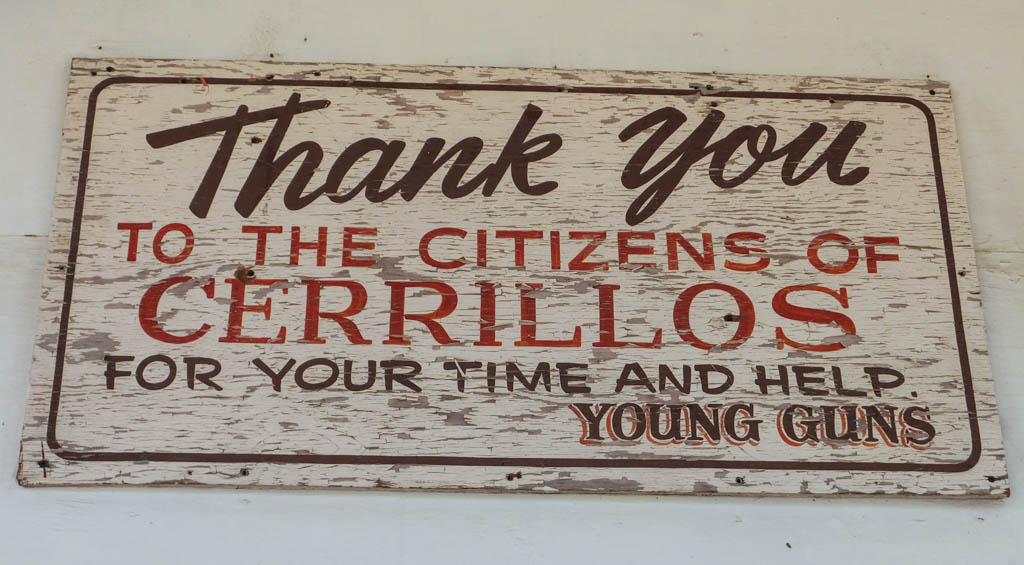 Thank you
TO THE CITIZENS OF
CERRILLOS
FOR YOUR TIME AND HELP.
YOUNG GUNS